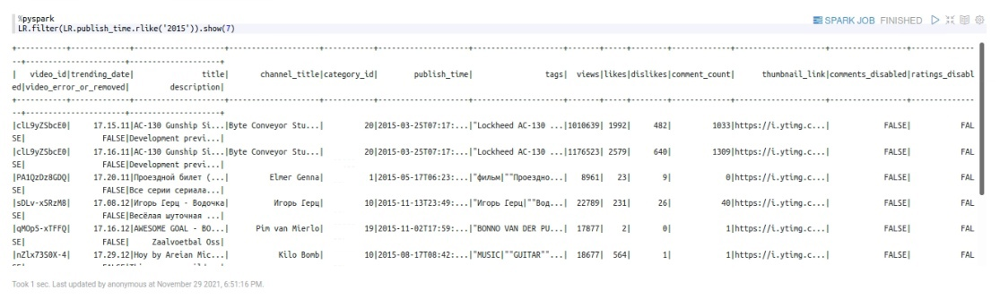 %pyspark
LR.filter(LR.publish_time.rlike('2015')).show(7)
SPARK JOB FINISHED
+-----------+-------------+--------------------+--------------------+-----------+--------------------+--------------------+-------+-----+--------+-------------+--------------------+-----------------+-------------
--+----------------------+--------------------+
| video_id|trending_date| title| channel_title|category_id| publish_time| tags| views|likes|dislikes|comment_count| thumbnail_link|comments_disabled|ratings_disabl
ed|video_error_or_removed| description|
+-----------+-------------+--------------------+--------------------+-----------+--------------------+--------------------+-------+-----+--------+-------------+--------------------+-----------------+-------------
--+----------------------+--------------------+
|clL9yZSbcE0| 17.15.11|AC-130 Gunship Si...|Byte Conveyor Stu...| 20|2015-03-25T07:17:...|"Lockheed AC-130 ...|1010639| 1992| 482| 1033|https://i.ytimg.c...| FALSE| FAL
SE| FALSE|Development previ...|
|clL9yZSbcE0| 17.16.11|AC-130 Gunship Si...|Byte Conveyor Stu...| 20|2015-03-25T07:17:...|"Lockheed AC-130 ...|1176523| 2579| 640| 1309|https://i.ytimg.c...| FALSE| FAL
SE| FALSE|Development previ...|
|PA1QzDz8GDQ| 17.20.11|Проездной билет (...| Elmer Genna| 1|2015-05-17T06:23:...|"фильм|""Проездно...| 8961| 23| 9| 0|https://i.ytimg.c...| FALSE| FAL
SE| FALSE|Все серии сериала...|
|sDLv-xSRzM8| 17.08.12|Игорь Герц - Водочка| Игорь Герц| 10|2015-11-13T23:49:...|"Игорь Герц|""Вод...| 22789| 231| 26| 40|https://i.ytimg.c...| FALSE| FAL
SE| FALSE|Весёлая шуточная ...|
|qMOpS-xTFFQ| 17.16.12|AWESOME GOAL - BO...| Pim van Mierlo| 19|2015-11-02T17:59:...|"BONNO VAN DER PU...| 17877| 2| 0| 1|https://i.ytimg.c...| FALSE| FAL
SE| FALSE| Zaalvoetbal Oss|
|nZlx73S0X-4| 17.29.12|Hoy by Areian Mic...| Kilo Bomb| 10|2015-08-17T08:42:...|"MUSIC|""GUITAR""...| 18677| 564| 1| 1|https://i.ytimg.c...| FALSE| FAL
Took 1 sec. Last updated by anonymous at November 29 2021, 6:51:16 PM.